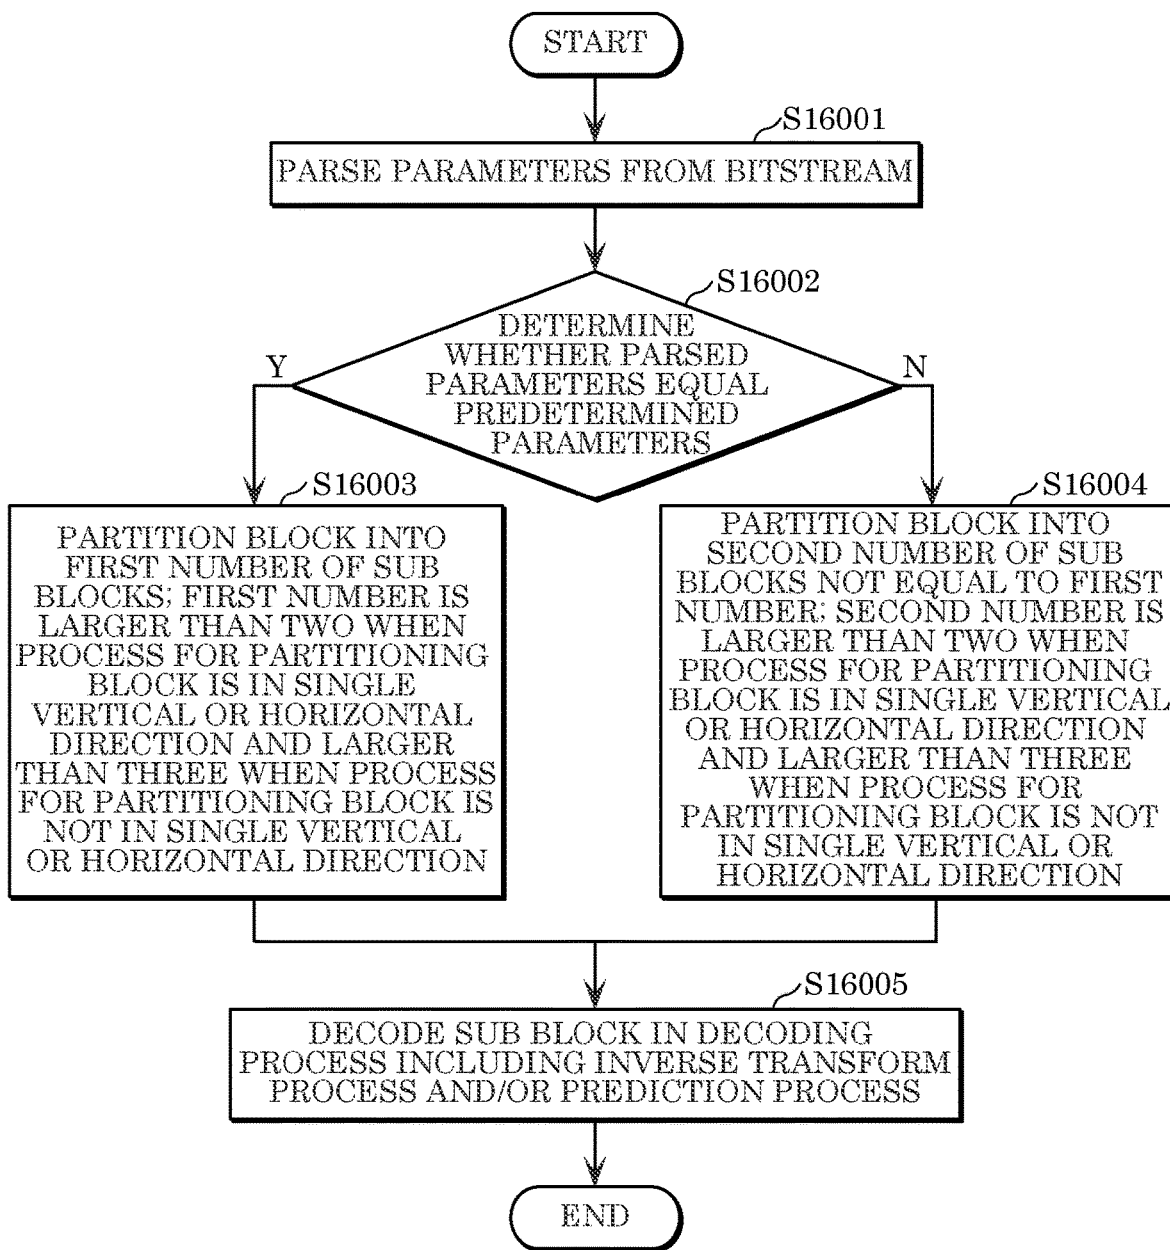 START
S16001
PARSE PARAMETERS FROM BITSTREAM
S16002
DETERMINE
WHETHER PARSED
PARAMETERS EQUAL
PREDETERMINED
PARAMETERS
Y
N
S16003
PARTITION BLOCK INTO
FIRST NUMBER OF SUB
BLOCKS; FIRST NUMBER IS
LARGER THAN TWO WHEN
PROCESS FOR PARTITIONING
BLOCK IS IN SINGLE
VERTICAL OR HORIZONTAL
DIRECTION AND LARGER
THAN THREE WHEN PROCESS
FOR PARTITIONING BLOCK IS
NOT IN SINGLE VERTICAL
OR HORIZONTAL DIRECTION
S16004
PARTITION BLOCK INTO
SECOND NUMBER OF SUB
BLOCKS NOT EQUAL TO FIRST
NUMBER; SECOND NUMBER IS
LARGER THAN TWO WHEN
PROCESS FOR PARTITIONING
BLOCK IS IN SINGLE VERTICAL
OR HORIZONTAL DIRECTION
AND LARGER THAN THREE
WHEN PROCESS FOR
PARTITIONING BLOCK IS NOT
IN SINGLE VERTICAL OR
HORIZONTAL DIRECTION
S16005
DECODE SUB BLOCK IN DECODING
PROCESS INCLUDING INVERSE TRANSFORM
PROCESS AND/OR PREDICTION PROCESS
END